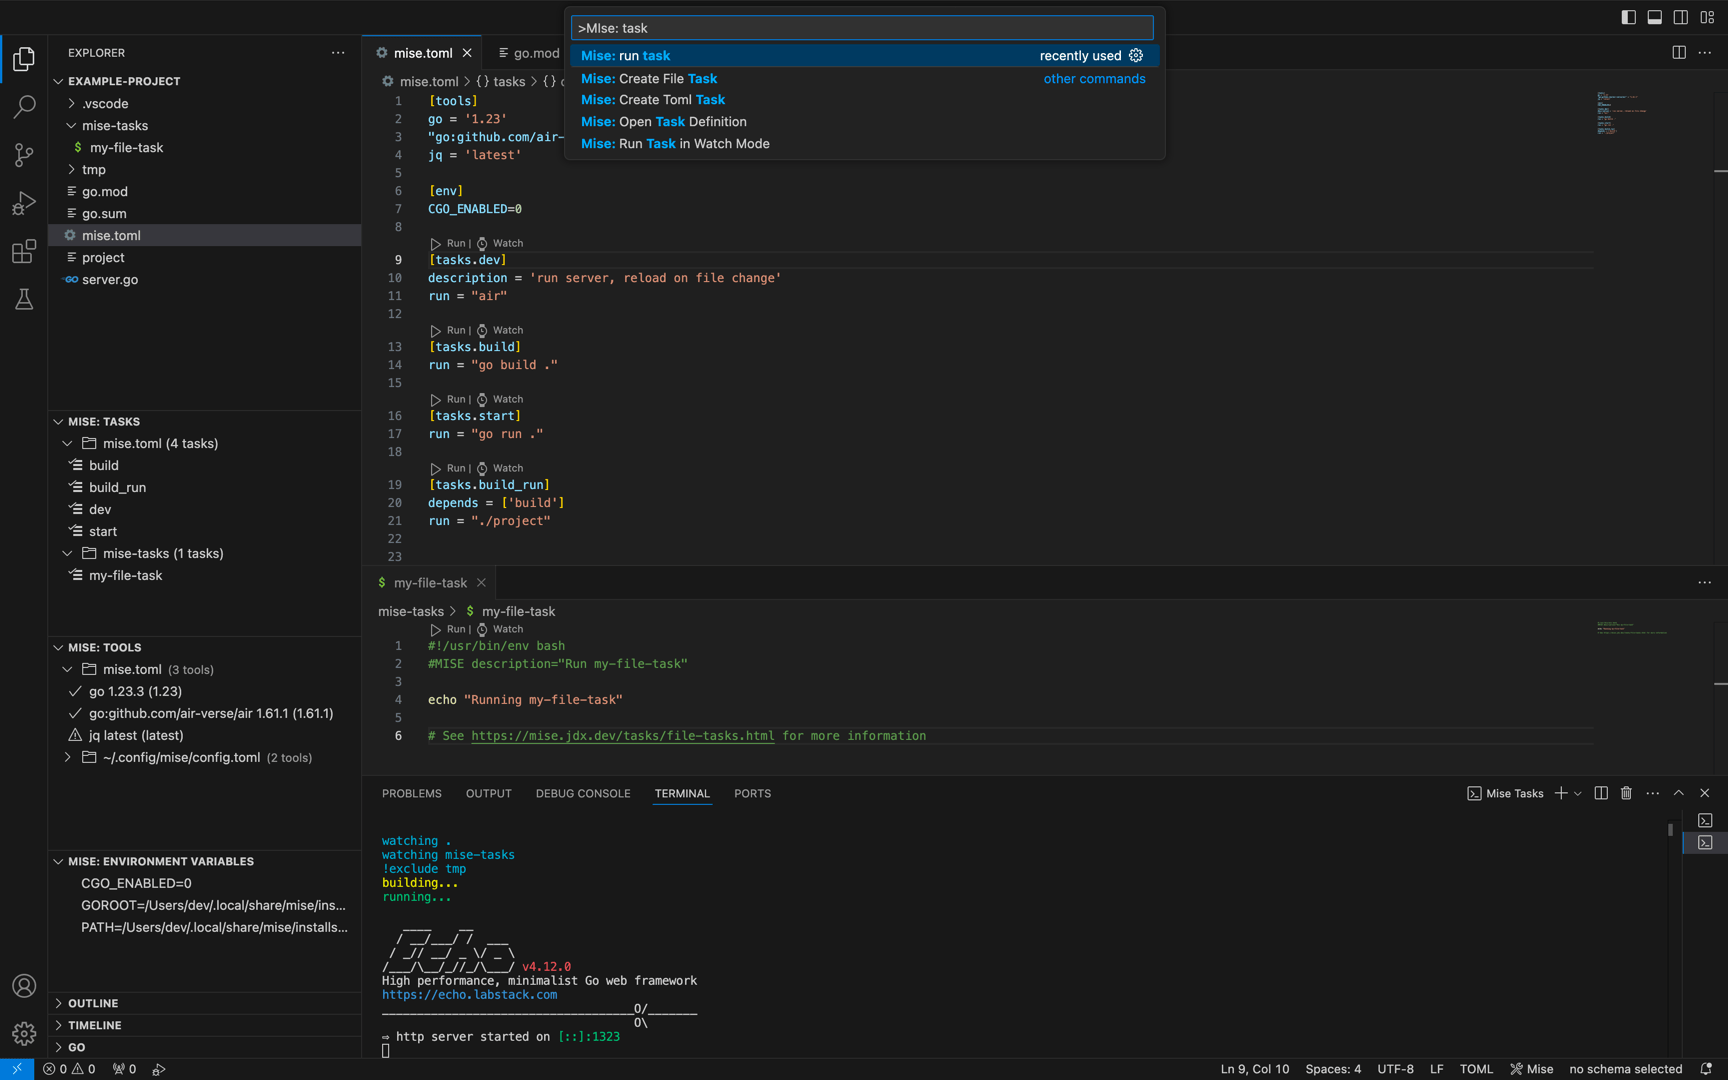 >MIse: task
Mise: run task
recently used
Mise: Create File Task
other commands
Mise: Create Toml Task
Mise: Open Task Definition
Mise: Run Task in Watch Mode
EXPLORER
EXAMPLE-PROJECT
.vscode
mise-tasks
$ my-file-task
tmp
go.mod
go.sum
mise.toml
project
GO server.go
MISE: TASKS
mise.toml (4 tasks)
build
build_run
dev
start
mise-tasks (1 tasks)
my-file-task
MISE: TOOLS
mise.toml (3 tools)
go 1.23.3 (1.23)
go:github.com/air-verse/air 1.61.1 (1.61.1)
jq latest (latest)
~/.config/mise/config.toml (2 tools)
MISE: ENVIRONMENT VARIABLES
CGO_ENABLED=0
GOROOT=/Users/dev/.local/share/mise/ins...
PATH=/Users/dev/.local/share/mise/installs...
OUTLINE
TIMELINE
GO
mise.toml
go.mod
mise.toml > {} tasks > {}
1 [tools]
2 go = '1.23'
3 "go:github.com/air-
4 jq = 'latest'
5
6 [env]
7 CGO_ENABLED=0
8
Run | Watch
9 [tasks.dev]
10 description = 'run server, reload on file change'
11 run = "air"
12
Run | Watch
13 [tasks.build]
14 run = "go build ."
15
Run | Watch
16 [tasks.start]
17 run = "go run ."
18
Run | Watch
19 [tasks.build_run]
20 depends = ['build']
21 run = "./project"
22
23
$ my-file-task
mise-tasks > $ my-file-task
Run | Watch
1 #!/usr/bin/env bash
2 #MISE description="Run my-file-task"
3
4 echo "Running my-file-task"
5
6 # See https://mise.jdx.dev/tasks/file-tasks.html for more information
PROBLEMS OUTPUT DEBUG CONSOLE TERMINAL PORTS
Mise Tasks
watching .
watching mise-tasks
!exclude tmp
building...
running...
   ____    __
  / __/___/ /  ___
 / _// __/ _ \/ _ \
/___/\__/_//_/\___/ v4.12.0
High performance, minimalist Go web framework
https://echo.labstack.com
____________________________________O/_______
                                    O\
⇨ http server started on [::]:1323
0 0 0
Ln 9, Col 10
Spaces: 4
UTF-8
LF
TOML
Mise
no schema selected